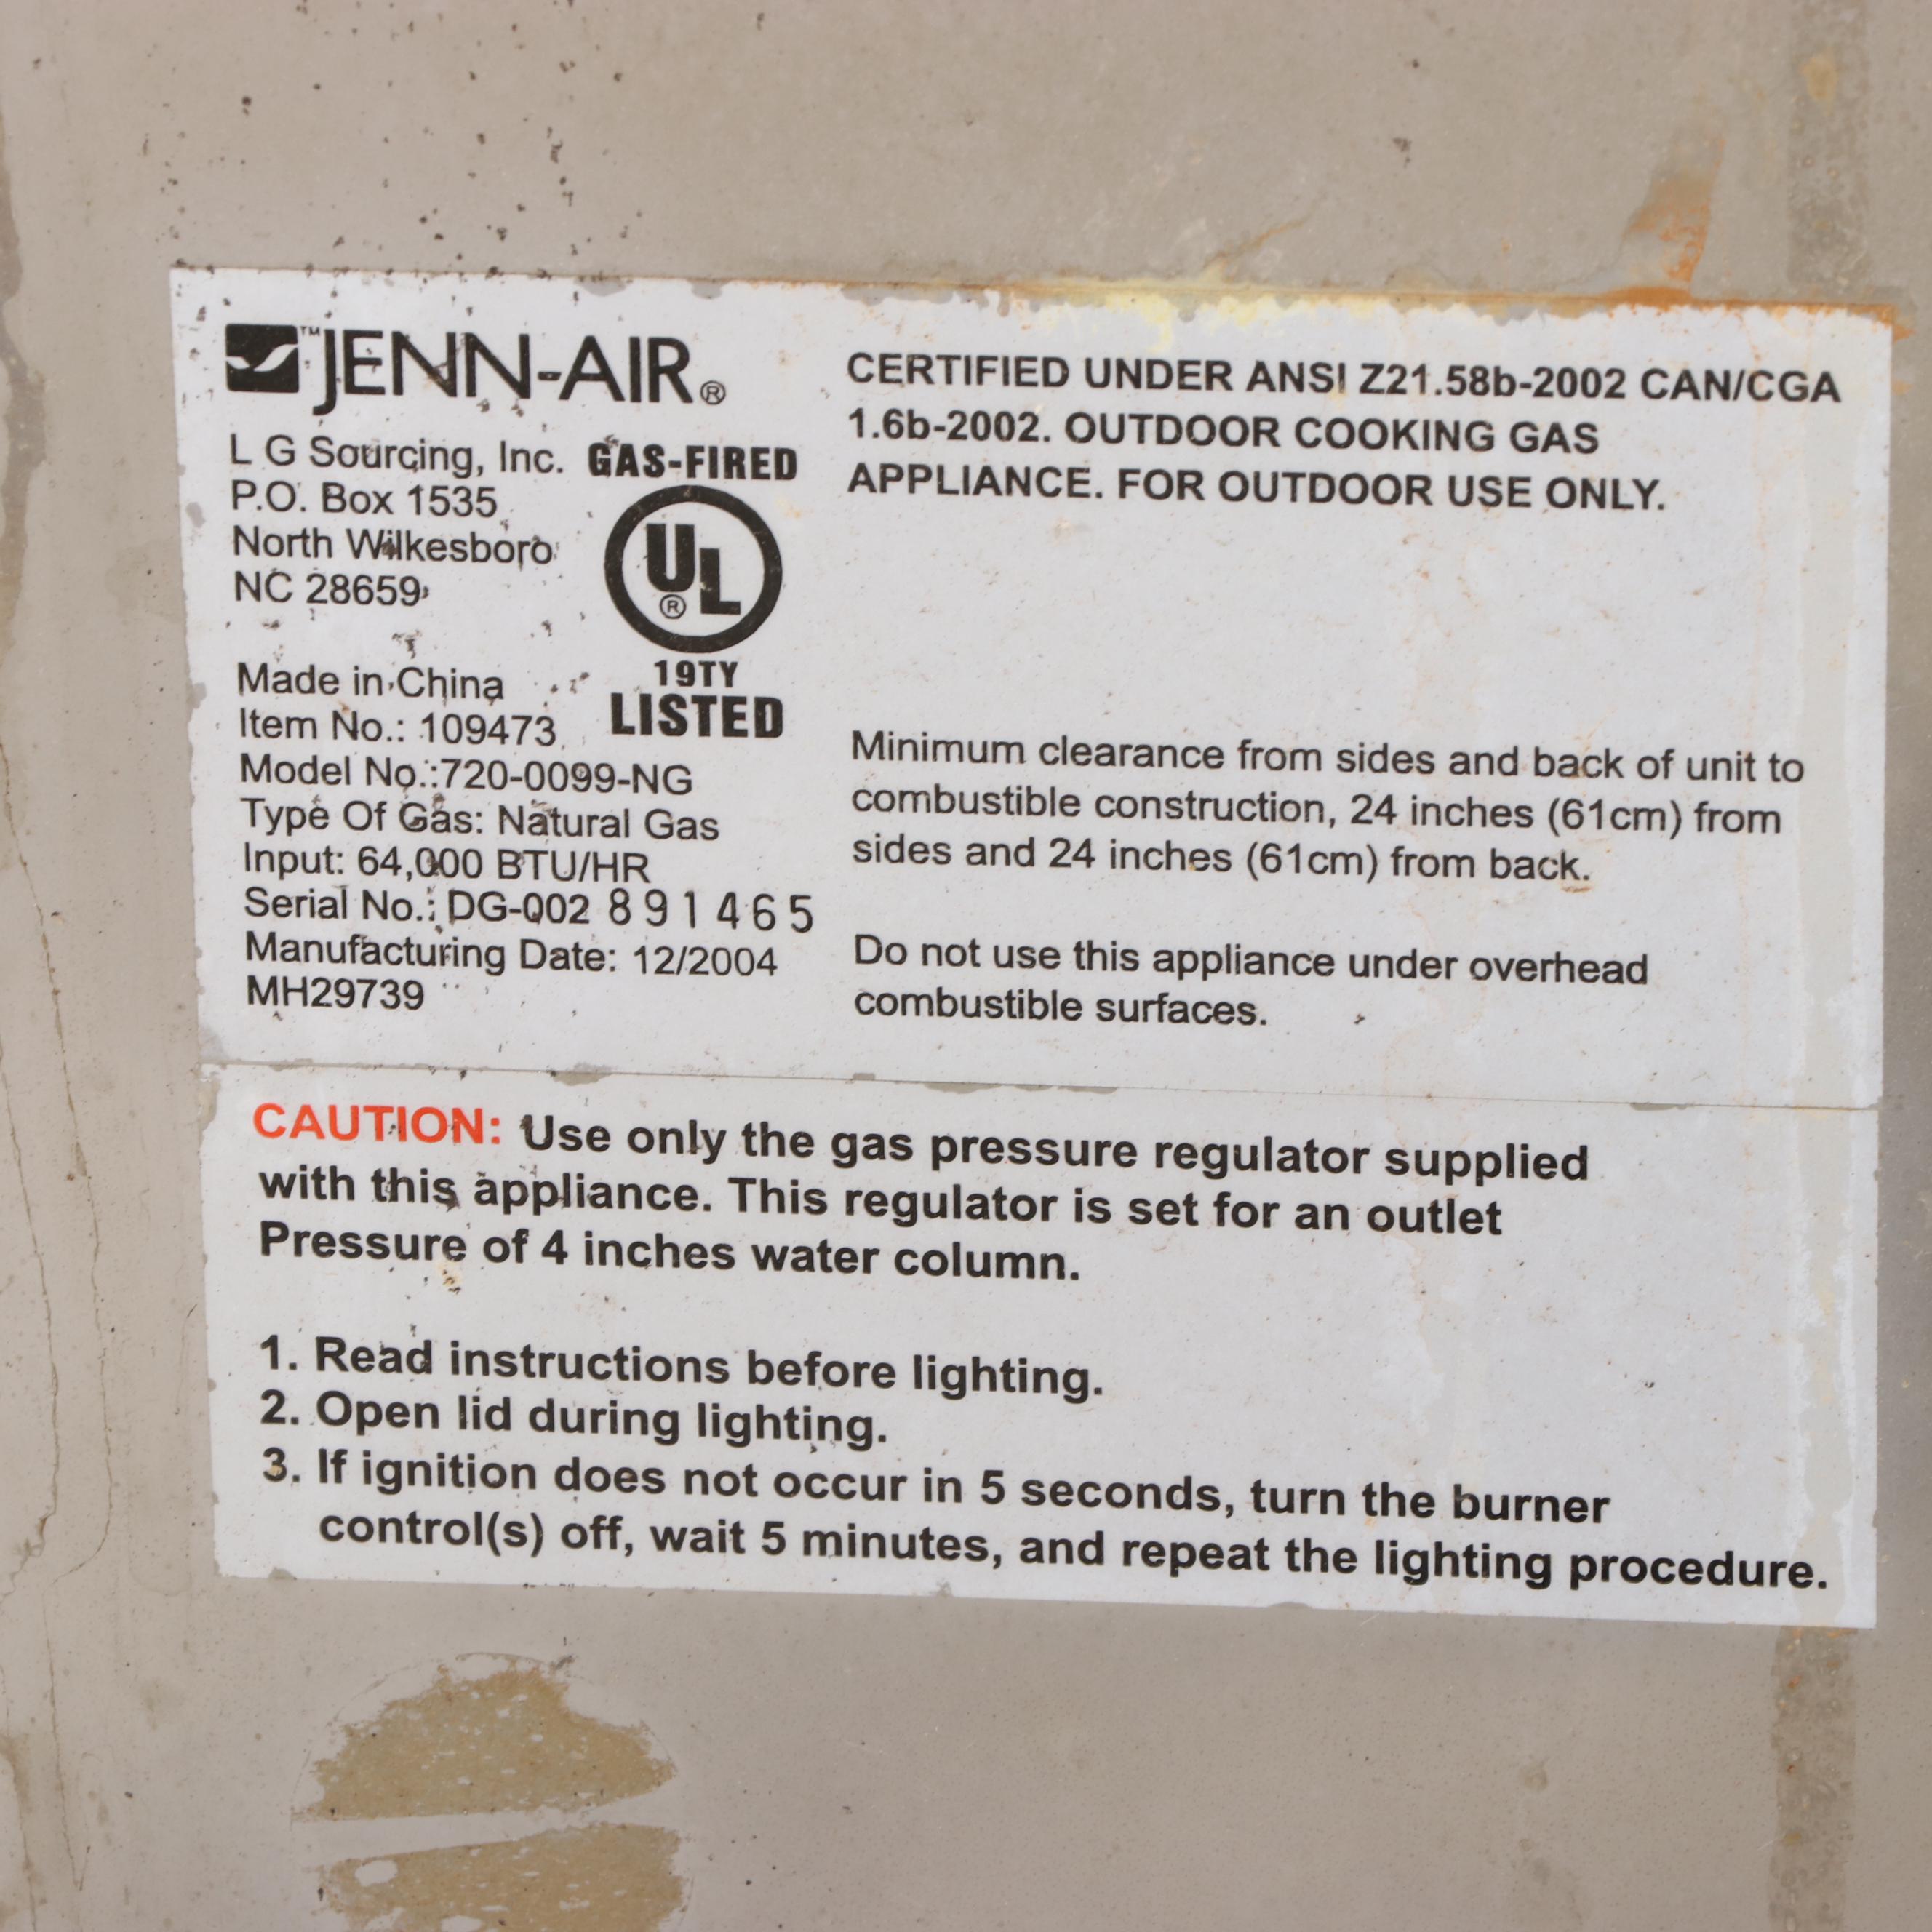 ™JENN-AIR®
L G Sourcing, Inc.
P.O. Box 1535
North Wilkesboro
NC 28659
GAS-FIRED
UL®
19TY
LISTED
Made in China
Item No.: 109473
Model No.:720-0099-NG
Type Of Gas: Natural Gas
Input: 64,000 BTU/HR
Serial No.: DG-002 891465
Manufacturing Date: 12/2004
MH29739
CERTIFIED UNDER ANSI Z21.58b-2002 CAN/CGA
1.6b-2002. OUTDOOR COOKING GAS
APPLIANCE. FOR OUTDOOR USE ONLY.
Minimum clearance from sides and back of unit to
combustible construction, 24 inches (61cm) from
sides and 24 inches (61cm) from back.
Do not use this appliance under overhead
combustible surfaces.
CAUTION: Use only the gas pressure regulator supplied
with this appliance. This regulator is set for an outlet
Pressure of 4 inches water column.
1. Read instructions before lighting.
2. Open lid during lighting.
3. If ignition does not occur in 5 seconds, turn the burner
control(s) off, wait 5 minutes, and repeat the lighting procedure.